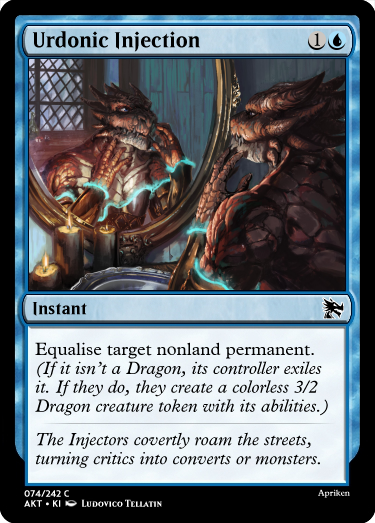 Urdonic Injection 1
Instant
Equalise target nonland permanent.
(If it isn't a Dragon, its controller exiles
it. If they do, they create a colorless 3/2
Dragon creature token with its abilities.)
The Injectors covertly roam the streets,
turning critics into converts or monsters.
074/242 C Apriken
AKT • KI Ludovico Tellatin